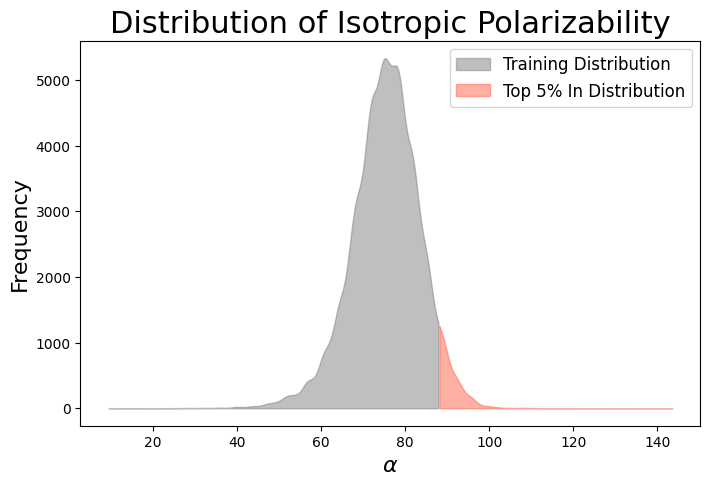 Distribution of Isotropic Polarizability
Training Distribution
Top 5% In Distribution
Frequency
5000
4000
3000
2000
1000
0
20 40 60 80 100 120 140
α